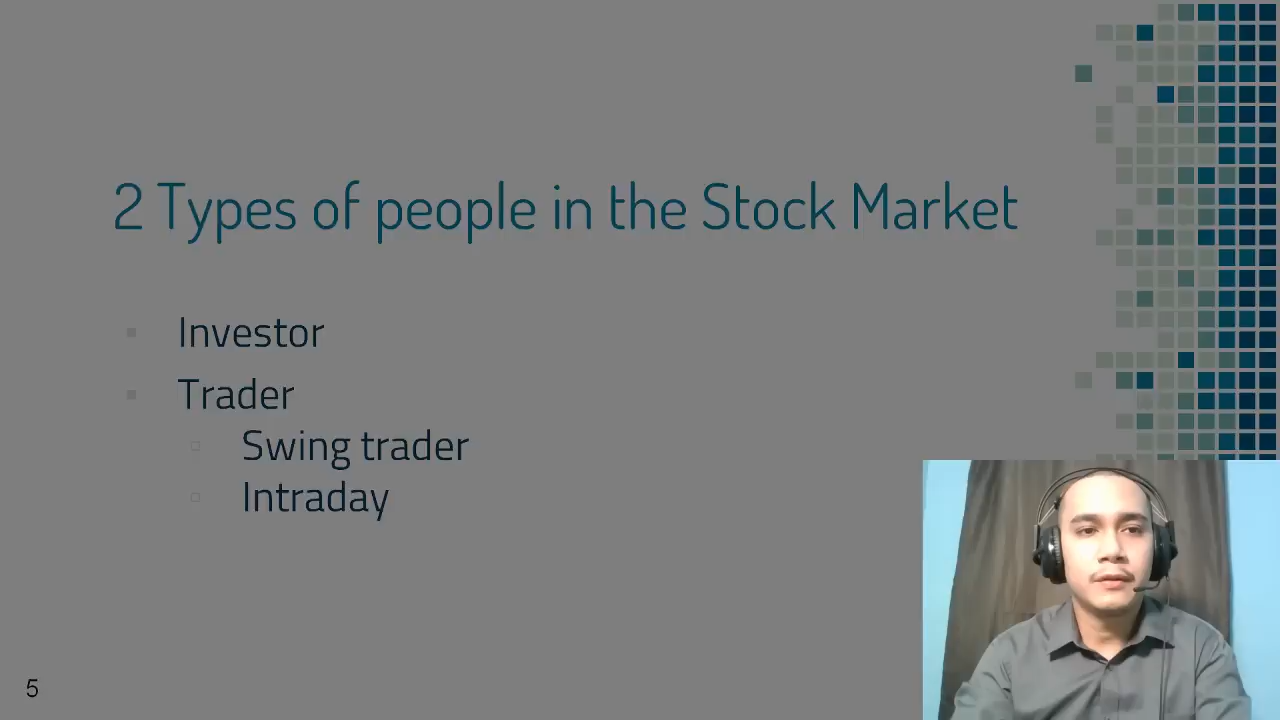 2 Types of people in the Stock Market
Investor
Trader
Swing trader
Intraday
5